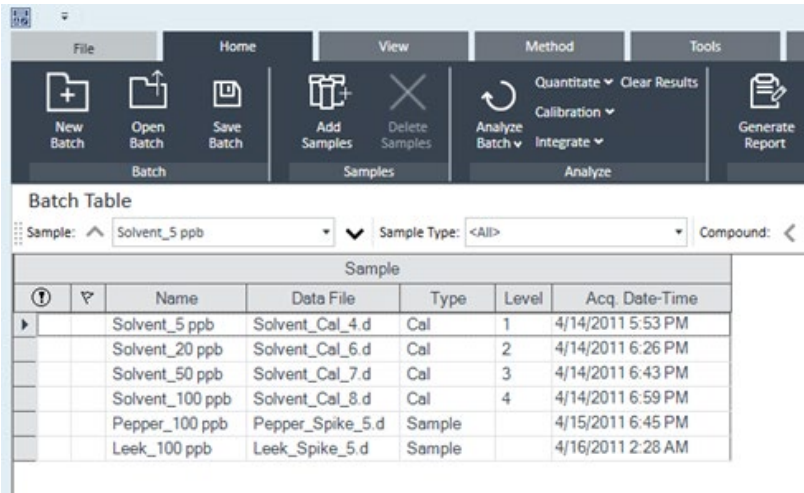 File Home View Method Tools
New Batch Open Batch Save Batch Add Samples Delete Samples Analyze Batch Quantitate Clear Results Calibration Integrate Generate Report
Batch Samples Analyze
Batch Table
Sample: Solvent_5 ppb Sample Type: <All> Compound:
Sample
Name Data File Type Level Acq. Date-Time
Solvent_5 ppb Solvent_Cal_4.d Cal 1 4/14/2011 5:53 PM
Solvent_20 ppb Solvent_Cal_6.d Cal 2 4/14/2011 6:26 PM
Solvent_50 ppb Solvent_Cal_7.d Cal 3 4/14/2011 6:43 PM
Solvent_100 ppb Solvent_Cal_8.d Cal 4 4/14/2011 6:59 PM
Pepper_100 ppb Pepper_Spike_5.d Sample 4/15/2011 6:45 PM
Leek_100 ppb Leek_Spike_5.d Sample 4/16/2011 2:28 AM